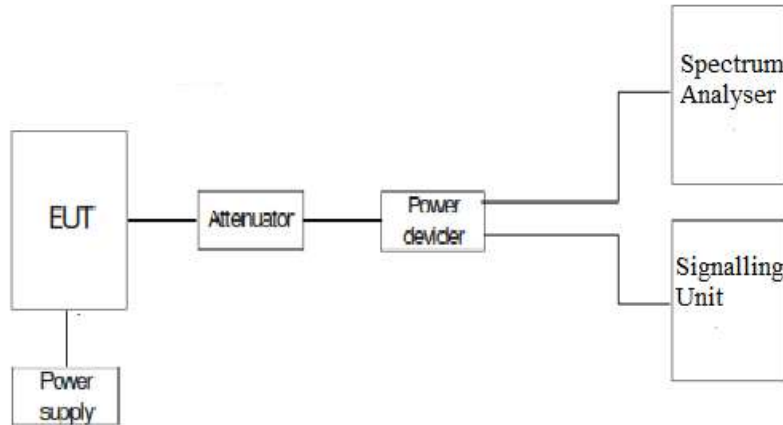 Spectrum
Analyser
EUT
Attenuator
Power
devider
Signalling
Unit
Power
supply